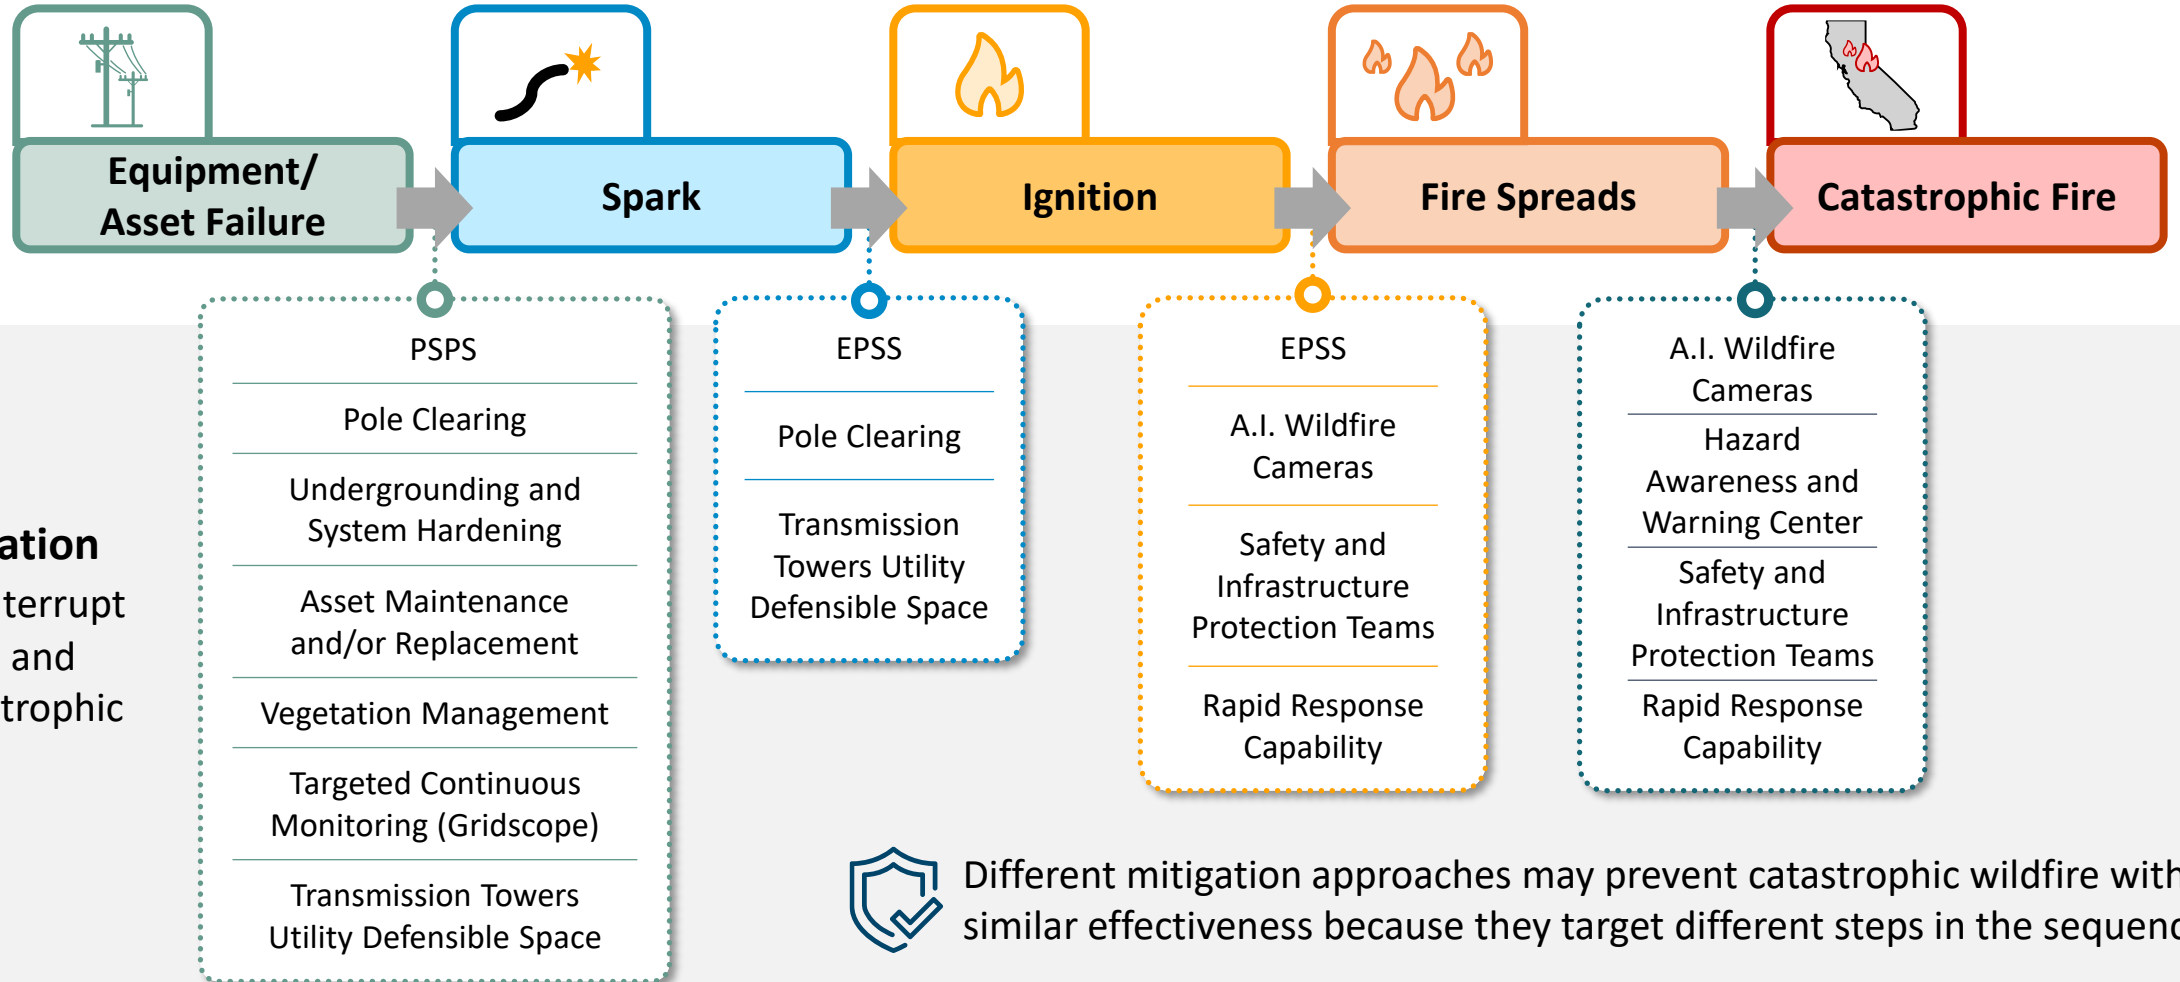 Equipment/
Asset Failure
Spark
Ignition
Fire Spreads
Catastrophic Fire
ation
terrupt
and
trophic
PSPS
Pole Clearing
Undergrounding and
System Hardening
Asset Maintenance
and/or Replacement
Vegetation Management
Targeted Continuous
Monitoring (Gridscope)
Transmission Towers
Utility Defensible Space
EPSS
Pole Clearing
Transmission
Towers Utility
Defensible Space
EPSS
A.I. Wildfire
Cameras
Safety and
Infrastructure
Protection Teams
Rapid Response
Capability
A.I. Wildfire
Cameras
Hazard
Awareness and
Warning Center
Safety and
Infrastructure
Protection Teams
Rapid Response
Capability
Different mitigation approaches may prevent catastrophic wildfire with
similar effectiveness because they target different steps in the sequenc